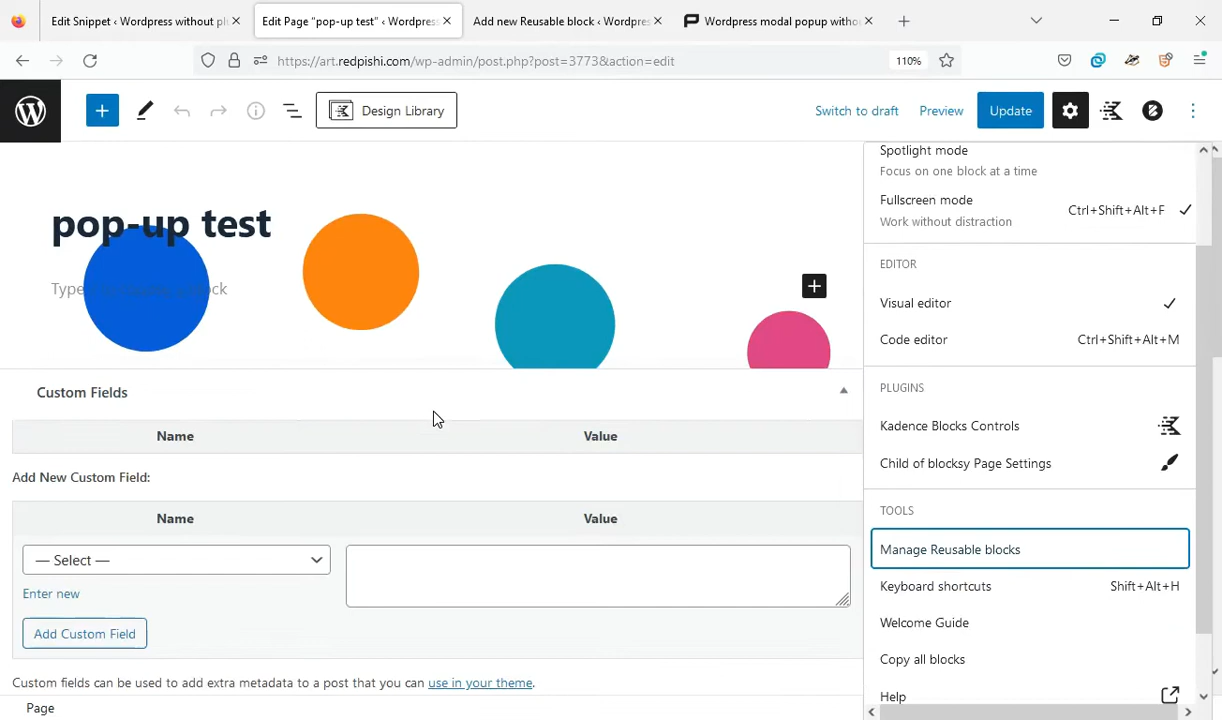 Edit Snippet ‹ Wordpress without pl
Edit Page "pop-up test" ‹ Wordpress
Add new Reusable block ‹ Wordpres
Wordpress modal popup witho
https://art.redpishi.com/wp-admin/post.php?post=3773&action=edit
110%
Design Library
Switch to draft
Preview
Update
pop-up test
Type
Custom Fields
Name
Value
Add New Custom Field:
Name
Value
— Select —
Enter new
Add Custom Field
Custom fields can be used to add extra metadata to a post that you can use in your theme.
Page
Spotlight mode
Focus on one block at a time
Fullscreen mode
Ctrl+Shift+Alt+F
Work without distraction
EDITOR
Visual editor
Code editor
Ctrl+Shift+Alt+M
PLUGINS
Kadence Blocks Controls
Child of blocksy Page Settings
TOOLS
Manage Reusable blocks
Keyboard shortcuts
Shift+Alt+H
Welcome Guide
Copy all blocks
Help